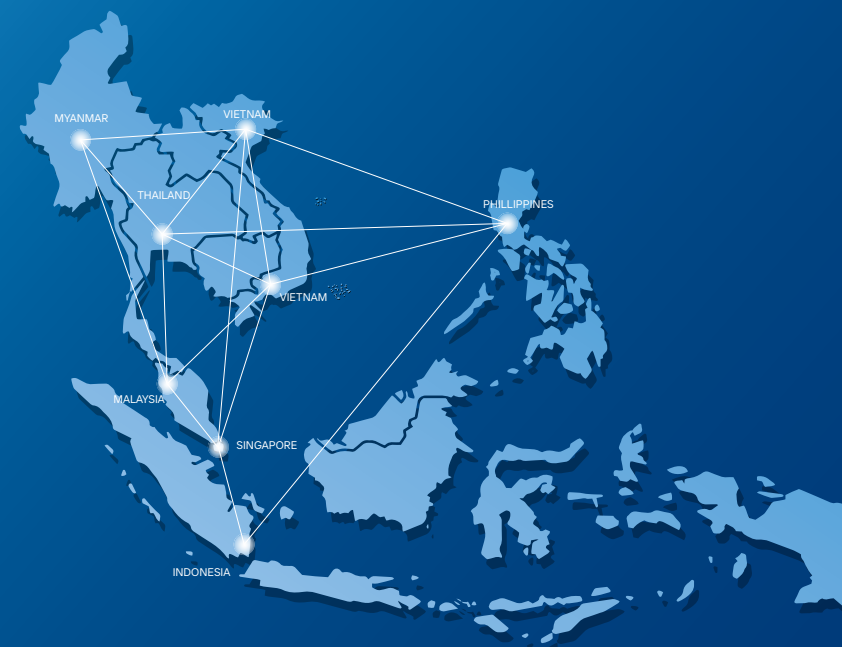 VIETNAM
MYANMAR
THAILAND
PHILLIPPINES
VIETNAM
MALAYSIA
SINGAPORE
INDONESIA